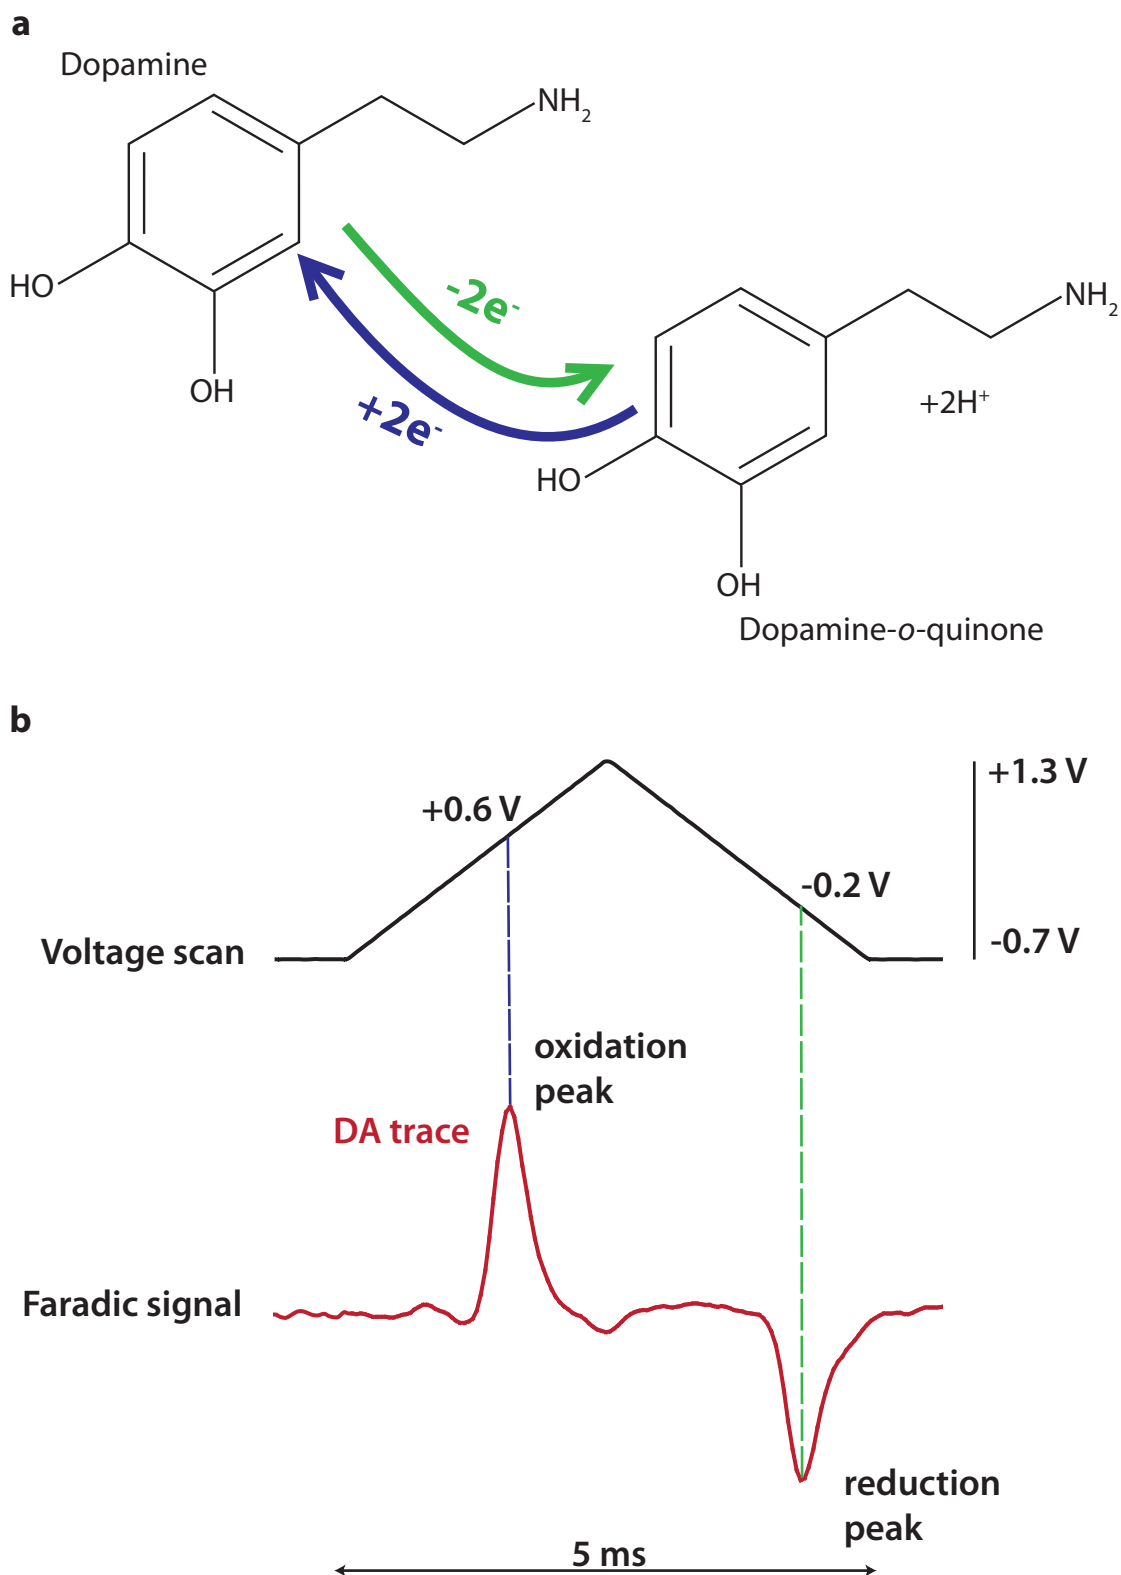 a
Dopamine
NH₂
HO
OH
-2e⁻
+2e⁻
NH₂
+2H⁺
HO
OH
Dopamine-o-quinone
b
+1.3 V
+0.6 V
-0.2 V
-0.7 V
Voltage scan
oxidation
peak
DA trace
Faradic signal
reduction
peak
5 ms